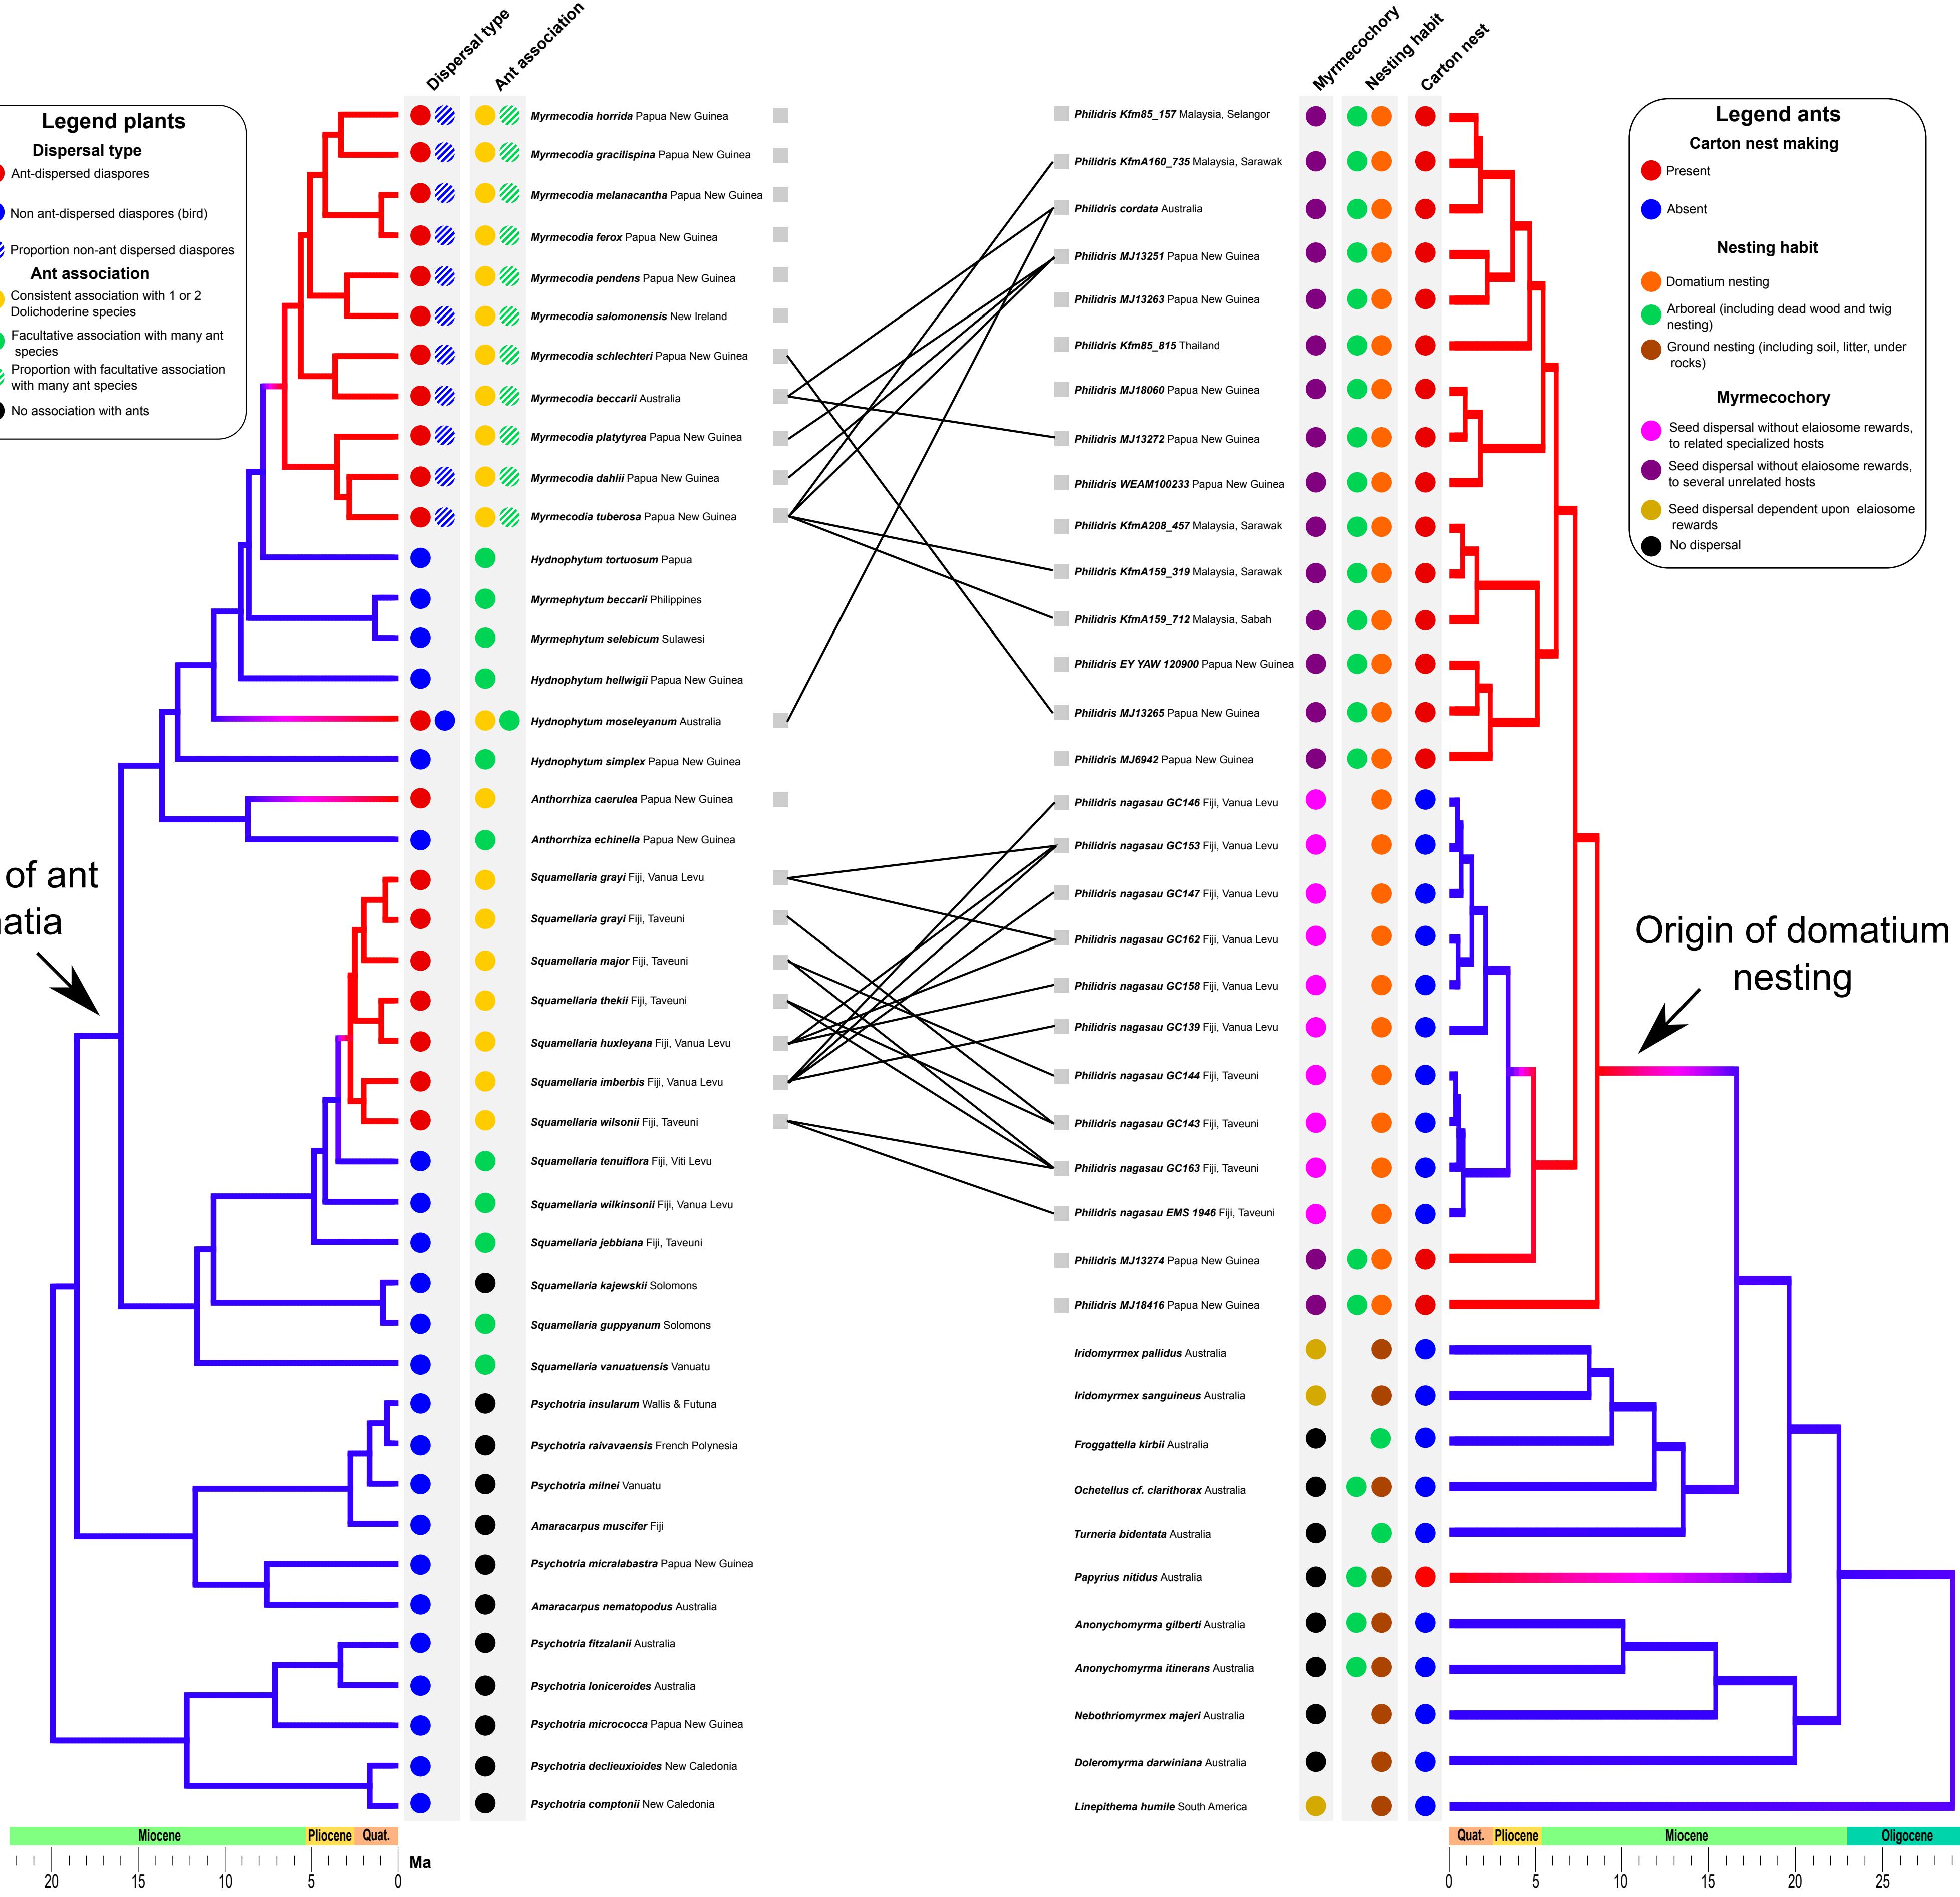 Dispersal type
Ant association
Myrmecochory
Nesting habit
Carton nest
Legend plants
Dispersal type
Ant-dispersed diaspores
Non ant-dispersed diaspores (bird)
Proportion non-ant dispersed diaspores
Ant association
Consistent association with 1 or 2
Dolichoderine species
Facultative association with many ant
species
Proportion with facultative association
with many ant species
No association with ants
of ant
natia
Myrmecodia horrida Papua New Guinea
Myrmecodia gracilispina Papua New Guinea
Myrmecodia melanacantha Papua New Guinea
Myrmecodia ferox Papua New Guinea
Myrmecodia pendens Papua New Guinea
Myrmecodia salomonensis New Ireland
Myrmecodia schlechteri Papua New Guinea
Myrmecodia beccarii Australia
Myrmecodia platytyrea Papua New Guinea
Myrmecodia dahlii Papua New Guinea
Myrmecodia tuberosa Papua New Guinea
Hydnophytum tortuosum Papua
Myrmephytum beccarii Philippines
Myrmephytum selebicum Sulawesi
Hydnophytum hellwigii Papua New Guinea
Hydnophytum moseleyanum Australia
Hydnophytum simplex Papua New Guinea
Anthorrhiza caerulea Papua New Guinea
Anthorrhiza echinella Papua New Guinea
Squamellaria grayi Fiji, Vanua Levu
Squamellaria grayi Fiji, Taveuni
Squamellaria major Fiji, Taveuni
Squamellaria thekii Fiji, Taveuni
Squamellaria huxleyana Fiji, Vanua Levu
Squamellaria imberbis Fiji, Vanua Levu
Squamellaria wilsonii Fiji, Taveuni
Squamellaria tenuiflora Fiji, Viti Levu
Squamellaria wilkinsonii Fiji, Vanua Levu
Squamellaria jebbiana Fiji, Taveuni
Squamellaria kajewskii Solomons
Squamellaria guppyanum Solomons
Squamellaria vanuatuensis Vanuatu
Psychotria insularum Wallis & Futuna
Psychotria raivavaensis French Polynesia
Psychotria milnei Vanuatu
Amaracarpus muscifer Fiji
Psychotria micralabastra Papua New Guinea
Amaracarpus nematopodus Australia
Psychotria fitzalanii Australia
Psychotria loniceroides Australia
Psychotria micrococca Papua New Guinea
Psychotria declieuxioides New Caledonia
Psychotria comptonii New Caledonia
Philidris Kfm85_157 Malaysia, Selangor
Philidris KfmA160_735 Malaysia, Sarawak
Philidris cordata Australia
Philidris MJ13251 Papua New Guinea
Philidris MJ13263 Papua New Guinea
Philidris Kfm85_815 Thailand
Philidris MJ18060 Papua New Guinea
Philidris MJ13272 Papua New Guinea
Philidris WEAM100233 Papua New Guinea
Philidris KfmA208_457 Malaysia, Sarawak
Philidris KfmA159_319 Malaysia, Sarawak
Philidris KfmA159_712 Malaysia, Sabah
Philidris EY YAW 120900 Papua New Guinea
Philidris MJ13265 Papua New Guinea
Philidris MJ6942 Papua New Guinea
Philidris nagasau GC146 Fiji, Vanua Levu
Philidris nagasau GC153 Fiji, Vanua Levu
Philidris nagasau GC147 Fiji, Vanua Levu
Philidris nagasau GC162 Fiji, Vanua Levu
Philidris nagasau GC158 Fiji, Vanua Levu
Philidris nagasau GC139 Fiji, Vanua Levu
Philidris nagasau GC144 Fiji, Taveuni
Philidris nagasau GC143 Fiji, Taveuni
Philidris nagasau GC163 Fiji, Taveuni
Philidris nagasau EMS 1946 Fiji, Taveuni
Philidris MJ13274 Papua New Guinea
Philidris MJ18416 Papua New Guinea
Iridomyrmex pallidus Australia
Iridomyrmex sanguineus Australia
Froggattella kirbii Australia
Ochetellus cf. clarithorax Australia
Turneria bidentata Australia
Papyrius nitidus Australia
Anonychomyrma gilberti Australia
Anonychomyrma itinerans Australia
Nebothriomyrmex majeri Australia
Doleromyrma darwiniana Australia
Linepithema humile South America
Legend ants
Carton nest making
Present
Absent
Nesting habit
Domatium nesting
Arboreal (including dead wood and twig
nesting)
Ground nesting (including soil, litter, under
rocks)
Myrmecochory
Seed dispersal without elaiosome rewards,
to related specialized hosts
Seed dispersal without elaiosome rewards,
to several unrelated hosts
Seed dispersal dependent upon elaiosome
rewards
No dispersal
Origin of domatium
nesting
Miocene Pliocene Quat.
20 15 10 5 0 Ma
Quat. Pliocene Miocene Oligocene
0 5 10 15 20 25